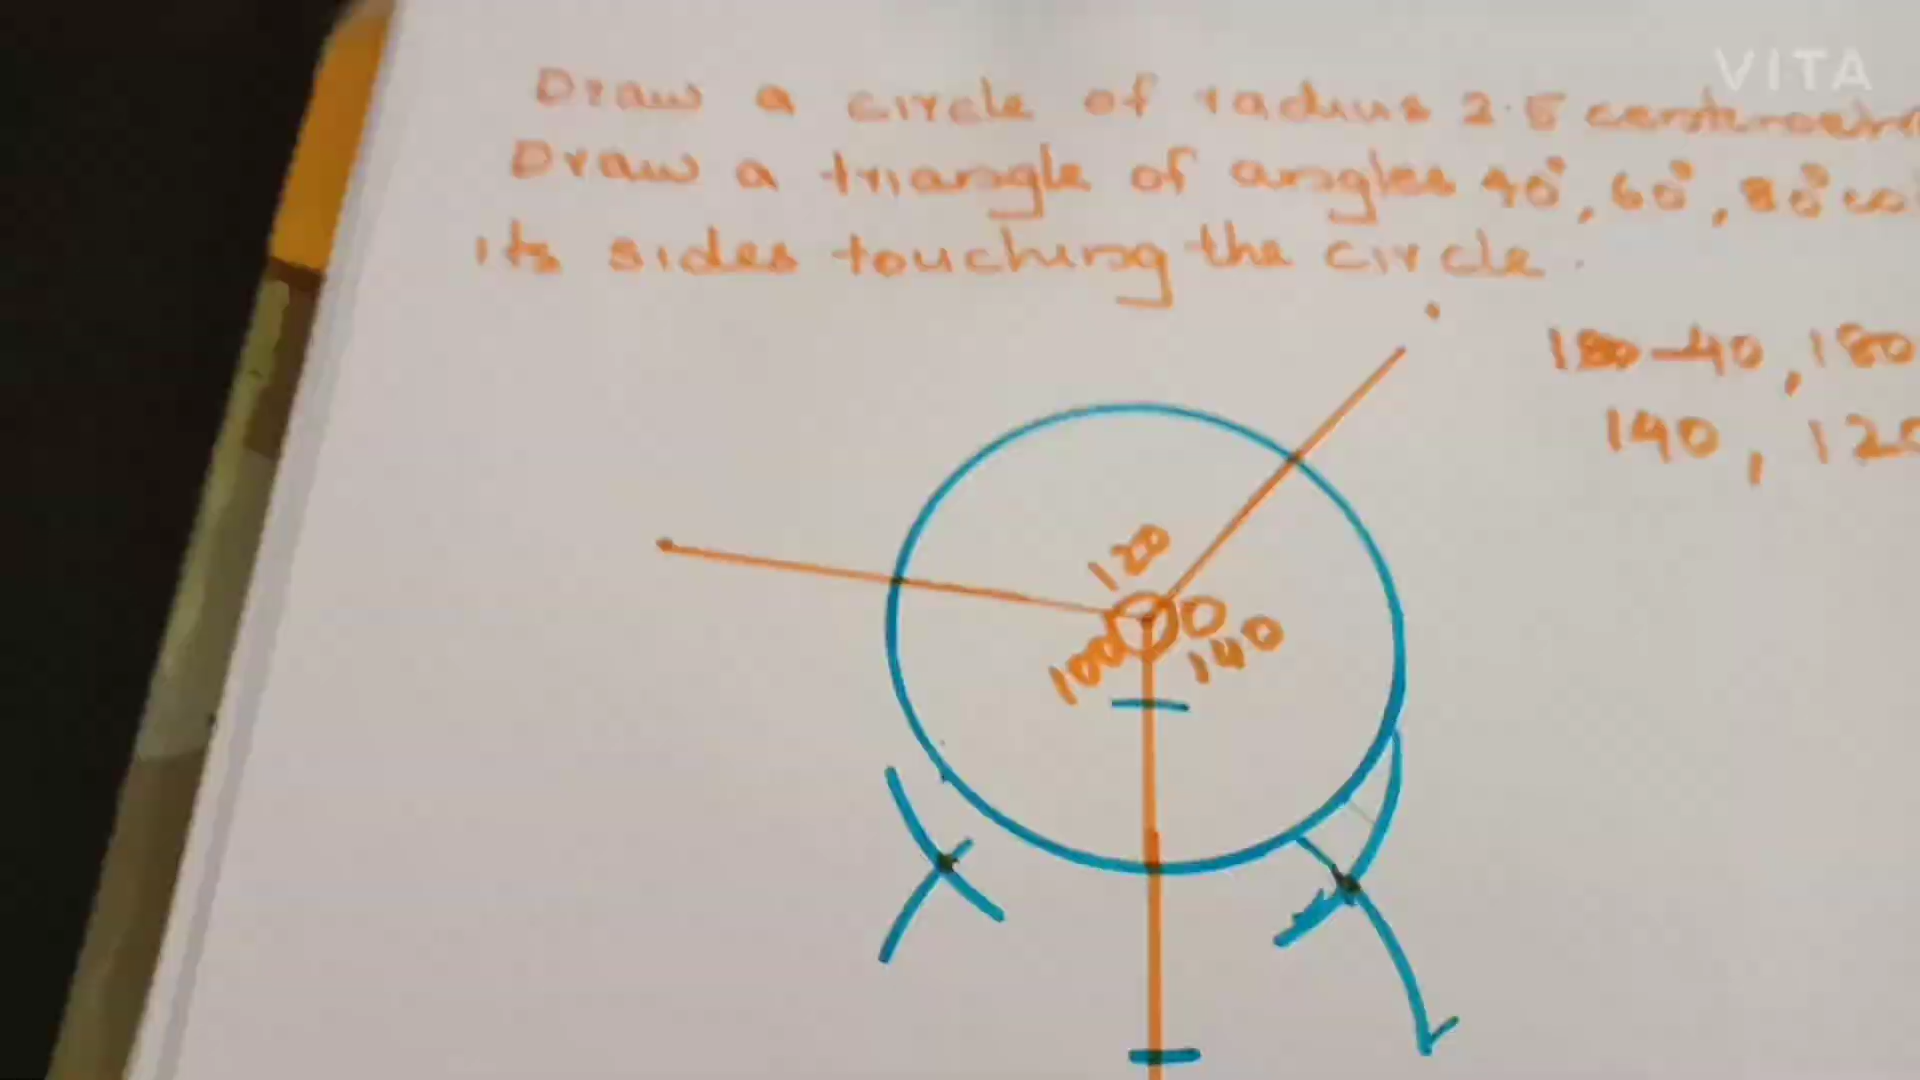 VITA
Draw a circle of radius 2.5
Draw a triangle of angles 40°, 60°, 80°
its sides touching the circle.
180-40, 180
140, 120
120
O
100 140